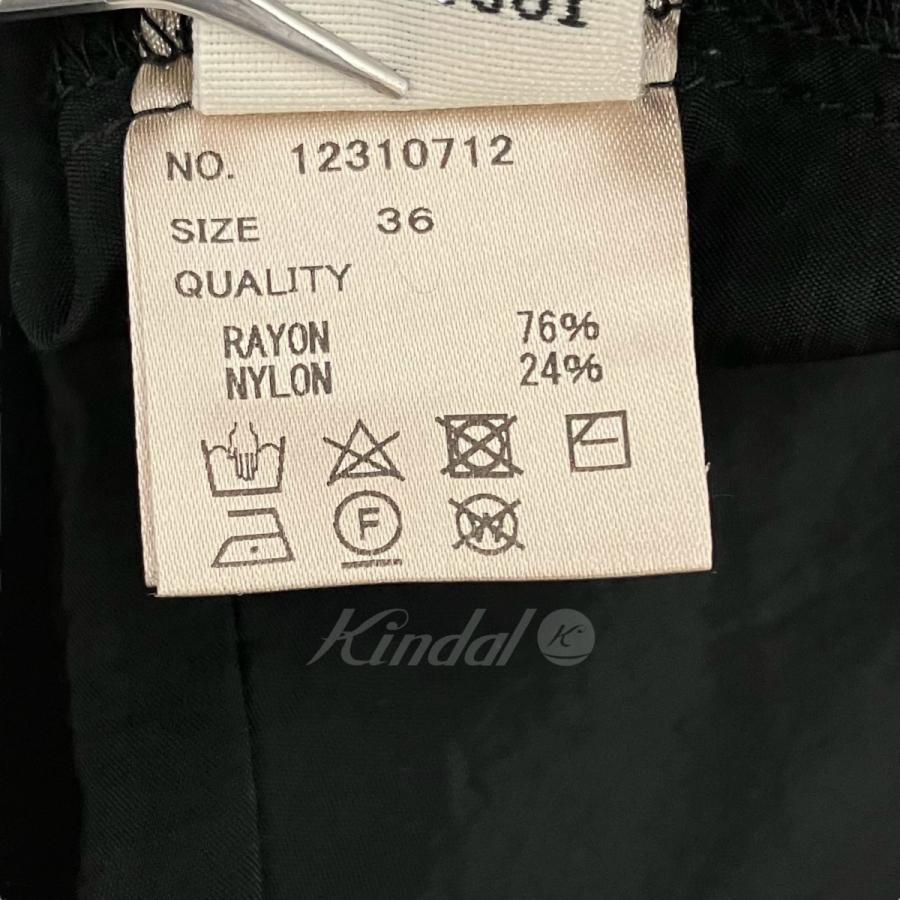 NO. 12310712
SIZE 36
QUALITY
RAYON 76%
NYLON 24%
F
W
Kindal K